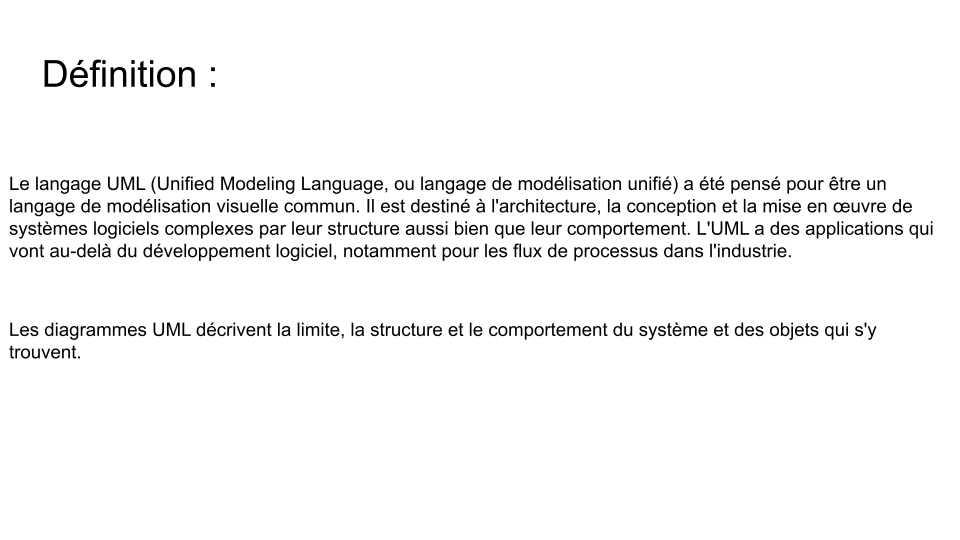 Définition :
Le langage UML (Unified Modeling Language, ou langage de modélisation unifié) a été pensé pour être un
langage de modélisation visuelle commun. Il est destiné à l'architecture, la conception et la mise en œuvre de
systèmes logiciels complexes par leur structure aussi bien que leur comportement. L'UML a des applications qui
vont au-delà du développement logiciel, notamment pour les flux de processus dans l'industrie.
Les diagrammes UML décrivent la limite, la structure et le comportement du système et des objets qui s'y
trouvent.